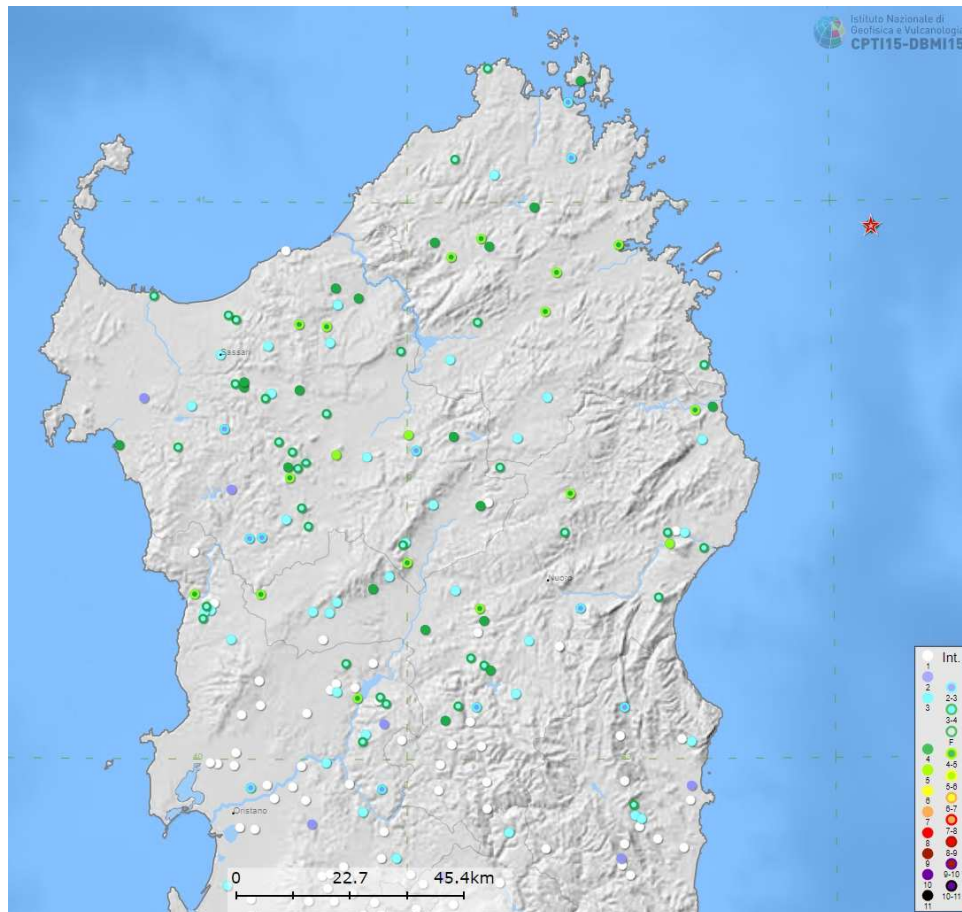 Istituto Nazionale di
Geofisica e Vulcanologia
CPTI15-DBMI15
Sassari
Nuoro
Oristano
0 22.7 45.4km
Int.
1
2
2-3
3
3-4
F
4
4-5
5
5-6
6
6-7
7
7-8
8
8-9
9
9-10
10
10-11
11